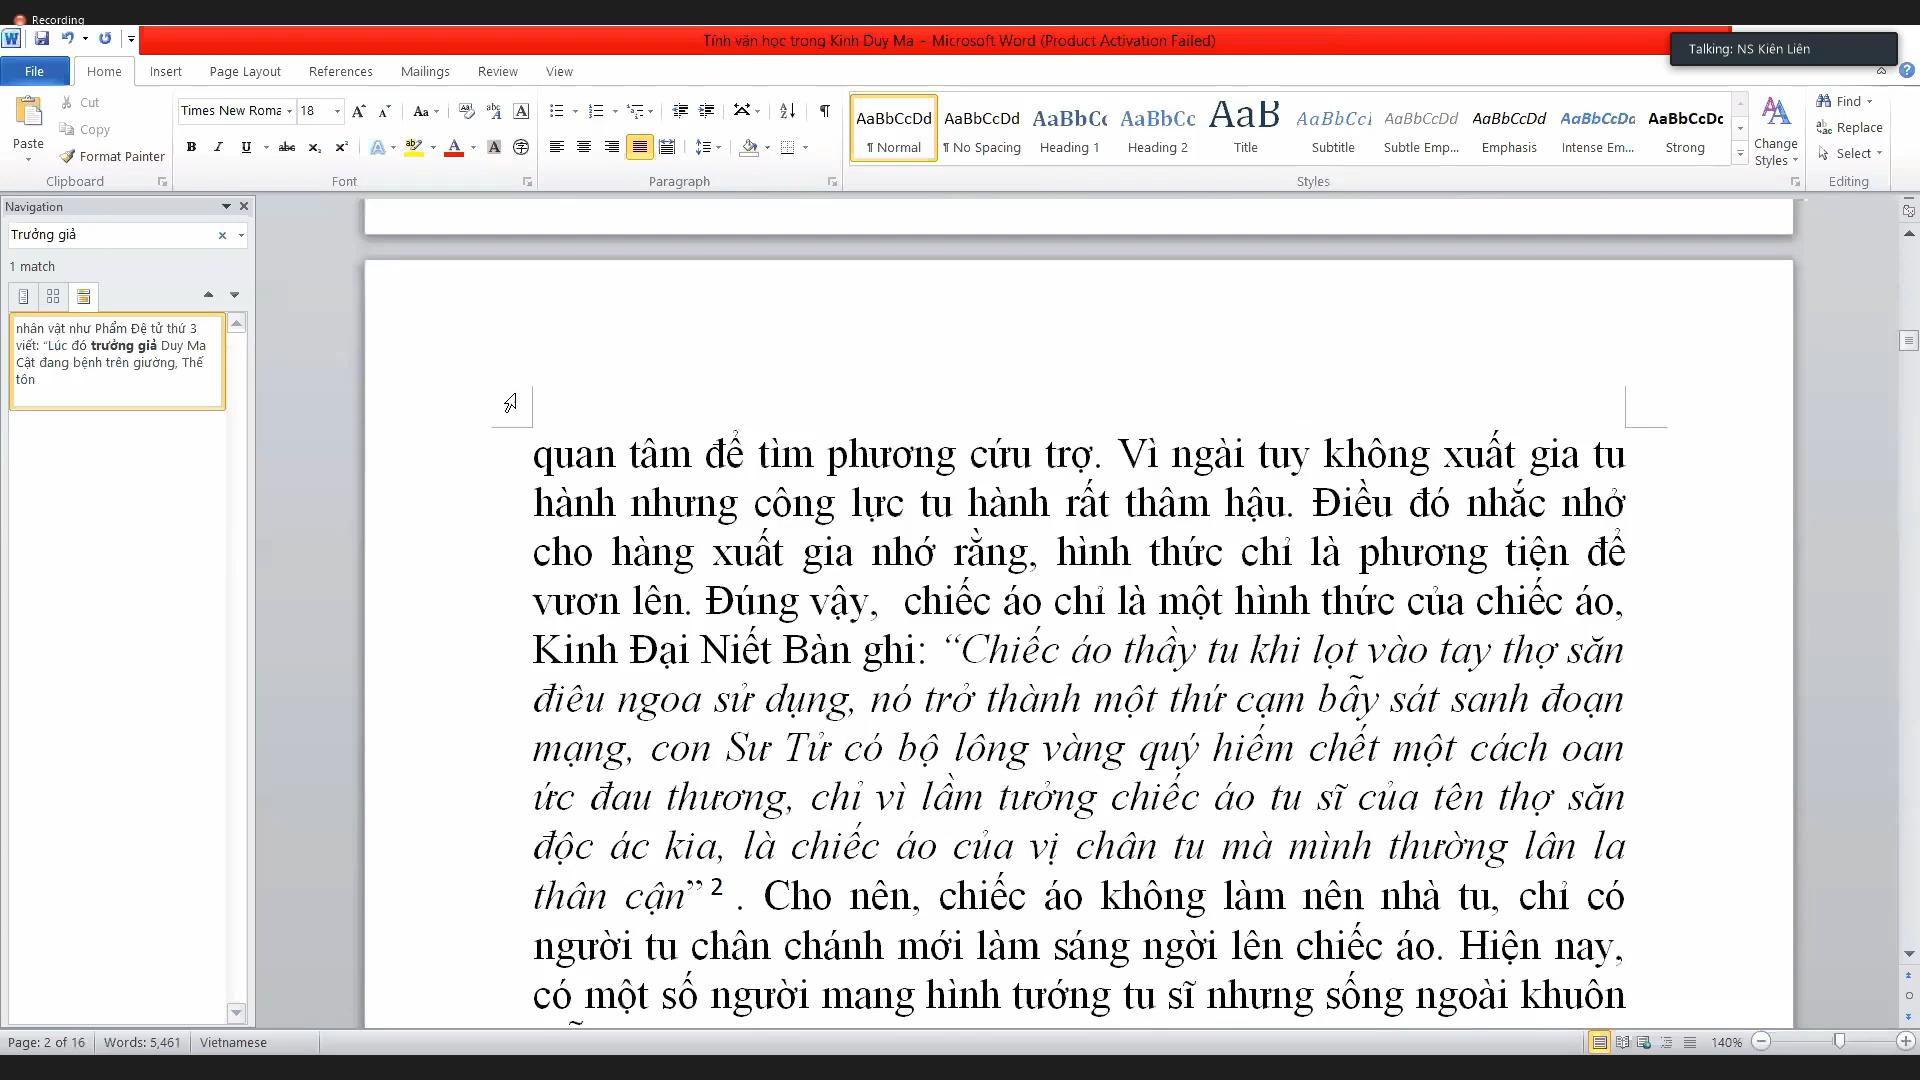 Recording
Tính văn học trong Kinh Duy Ma - Microsoft Word (Product Activation Failed)
Talking: NS Kiên Liên
File Home Insert Page Layout References Mailings Review View
Paste
Cut
Copy
Format Painter
Clipboard
Times New Roma 18
Font
Paragraph
AaBbCcDd AaBbCcDd AaBbCc AaBbCc AaB AaBbCcI AaBbCcDd AaBbCcDd AaBbCcDd AaBbCcDc
¶ Normal ¶ No Spacing Heading 1 Heading 2 Title Subtitle Subtle Emp... Emphasis Intense Em... Strong
Styles
Change Styles
Find
Replace
Select
Editing
Navigation
Trưởng giả
1 match
nhân vật như Phẩm Đệ tử thứ 3
viết: “Lúc đó trưởng giả Duy Ma
Cật đang bệnh trên giường, Thế
tôn
quan tâm để tìm phương cứu trợ. Vì ngài tuy không xuất gia tu
hành nhưng công lực tu hành rất thâm hậu. Điều đó nhắc nhở
cho hàng xuất gia nhớ rằng, hình thức chỉ là phương tiện để
vươn lên. Đúng vậy, chiếc áo chỉ là một hình thức của chiếc áo,
Kinh Đại Niết Bàn ghi: “Chiếc áo thầy tu khi lọt vào tay thợ săn
điêu ngoa sử dụng, nó trở thành một thứ cạm bẫy sát sanh đoạn
mạng, con Sư Tử có bộ lông vàng quý hiếm chết một cách oan
ức đau thương, chỉ vì lầm tưởng chiếc áo tu sĩ của tên thợ săn
độc ác kia, là chiếc áo của vị chân tu mà mình thường lân la
thân cận” 2 . Cho nên, chiếc áo không làm nên nhà tu, chỉ có
người tu chân chánh mới làm sáng ngời lên chiếc áo. Hiện nay,
có một số người mang hình tướng tu sĩ nhưng sống ngoài khuôn
Page: 2 of 16 Words: 5,461 Vietnamese
140%